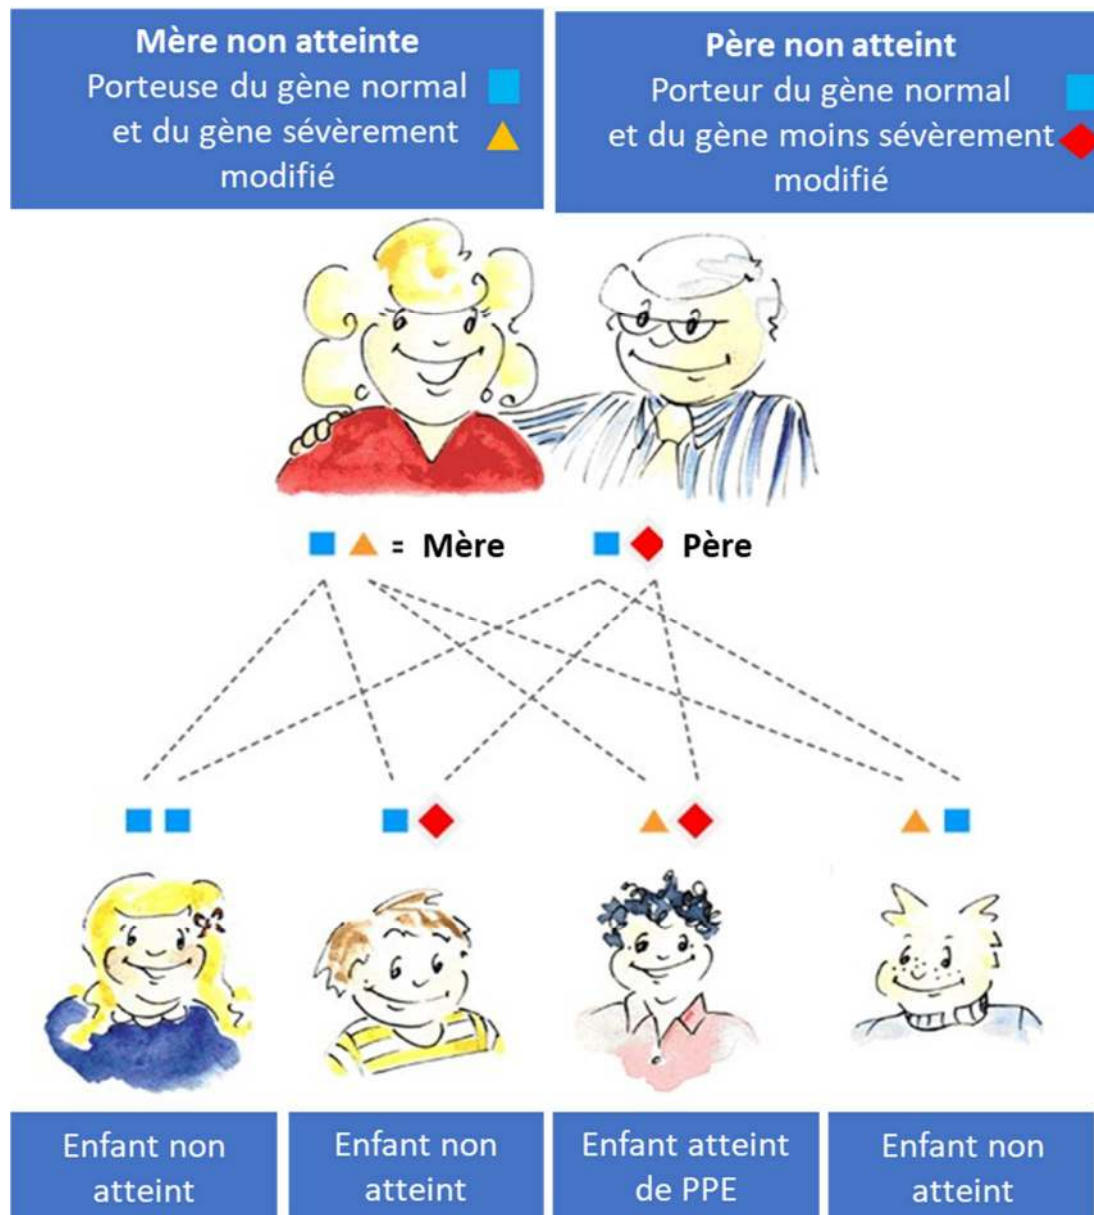 Mère non atteinte
Porteuse du gène normal
et du gène sévèrement
modifié
Père non atteint
Porteur du gène normal
et du gène moins sévèrement
modifié
= Mère
Père
Enfant non
atteint
Enfant non
atteint
Enfant atteint
de PPE
Enfant non
atteint